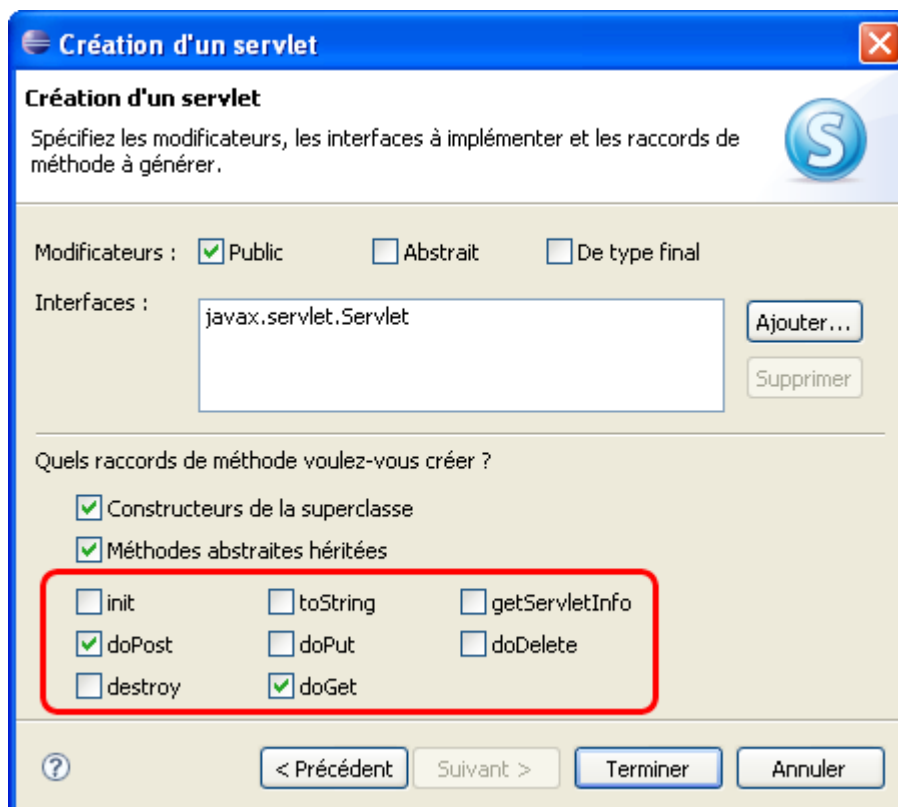 Création d'un servlet
Création d'un servlet
Spécifiez les modificateurs, les interfaces à implémenter et les raccords de
méthode à générer.
Modificateurs : Public Abstrait De type final
Interfaces :
javax.servlet.Servlet
Ajouter...
Supprimer
Quels raccords de méthode voulez-vous créer ?
Constructeurs de la superclasse
Méthodes abstraites héritées
init toString getServletInfo
doPost doPut doDelete
destroy doGet
? < Précédent Suivant > Terminer Annuler